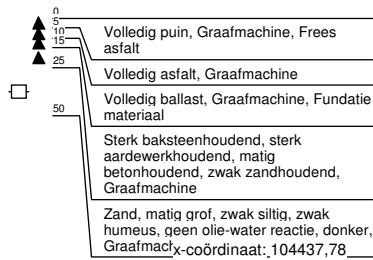 0
5
10
15
25
50
Volledig puin, Graafmachine, Frees
asfalt
Volledig asfalt, Graafmachine
Volledig ballast, Graafmachine, Fundatie
materiaal
Sterk baksteenhoudend, sterk
aardewerkhoudend, matig
betonhoudend, zwak zandhoudend,
Graafmachine
Zand, matig grof, zwak siltig, zwak
humeus, geen olie-water reactie, donker,
x-coördinaat: 104437,78